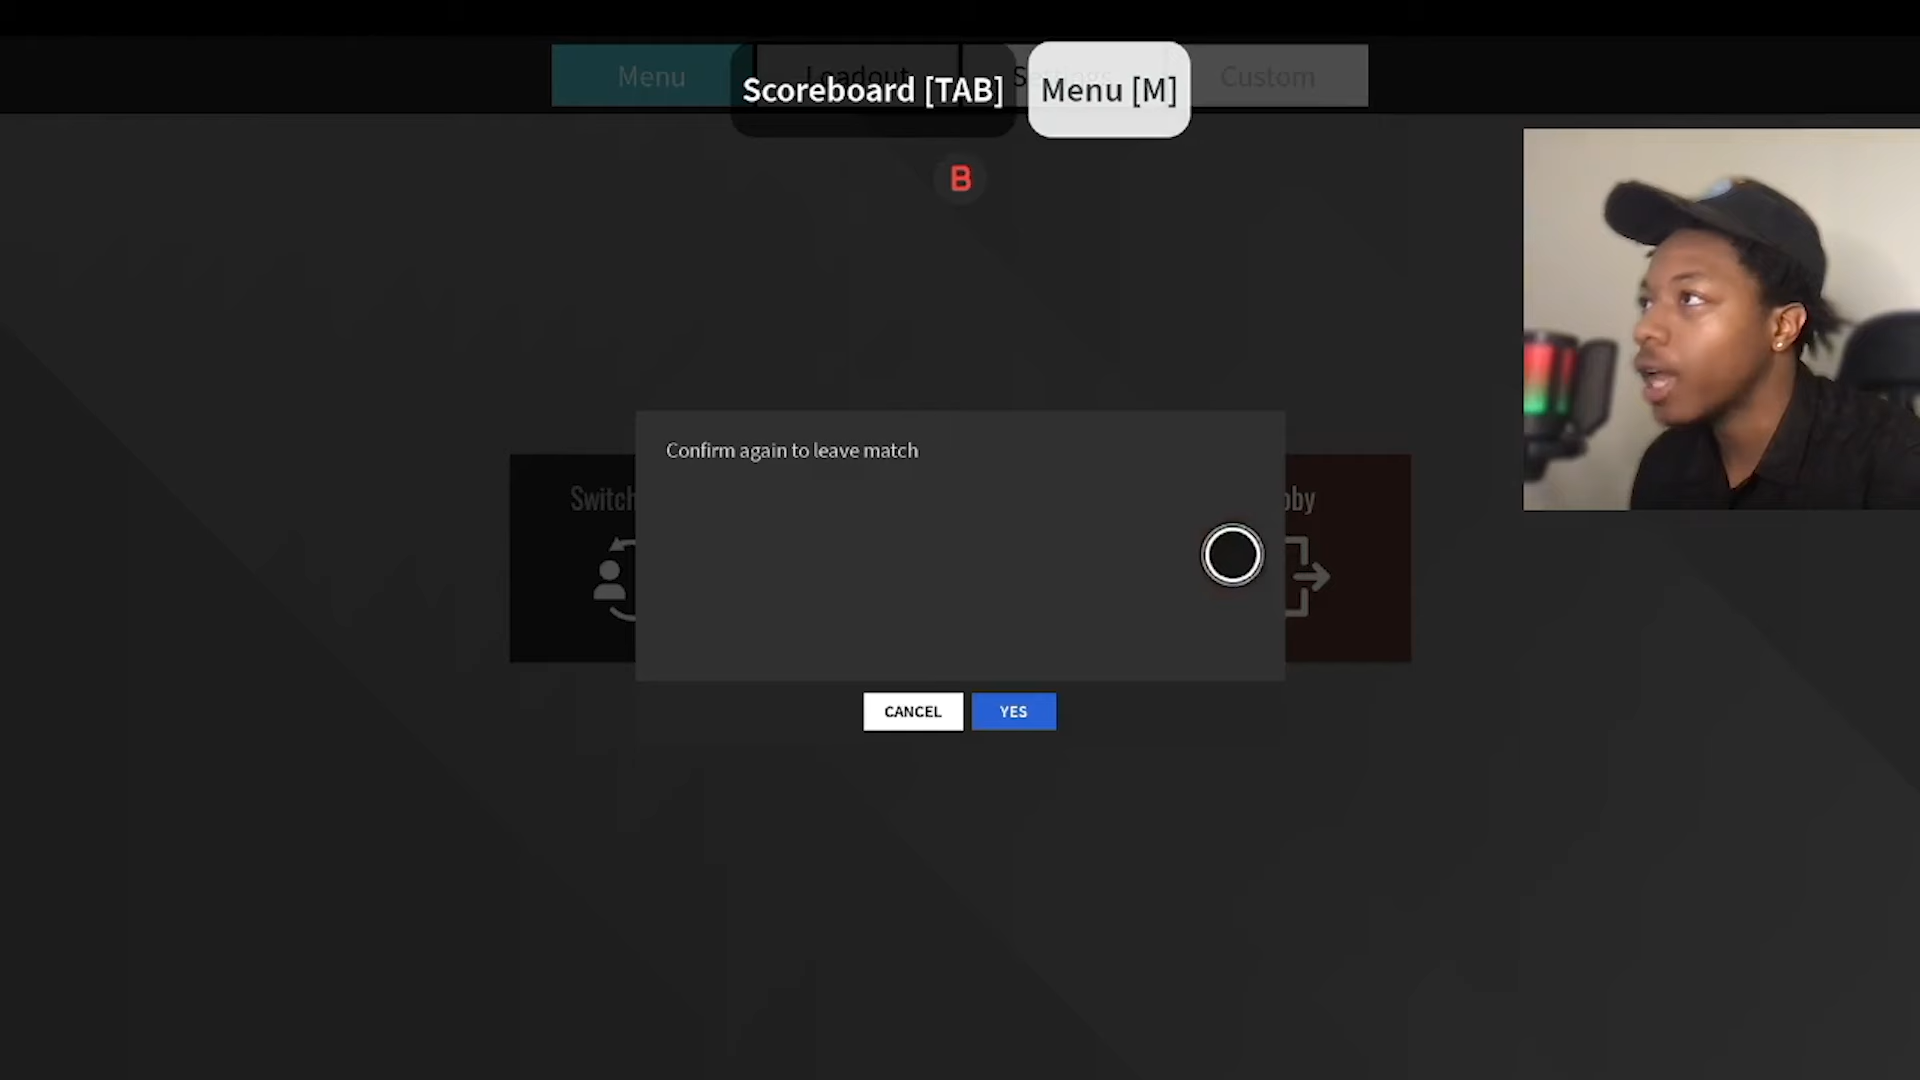 Menu
Scoreboard [TAB]
Menu [M]
Custom
B
Confirm again to leave match
Switch
CANCEL
YES